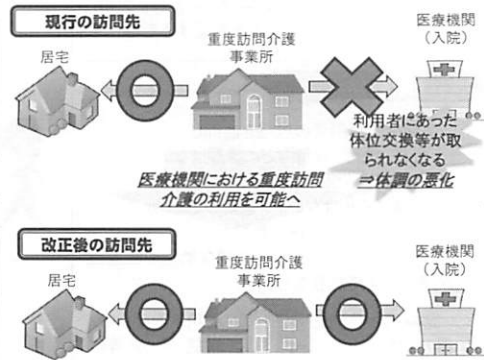 現行の訪問先
居宅
重度訪問介護
事業所
医療機関
（入院）
利用者にあった
体位交換等が取
られなくなる
⇒体調の悪化
医療機関における重度訪問
介護の利用を可能へ
改正後の訪問先
居宅
重度訪問介護
事業所
医療機関
（入院）